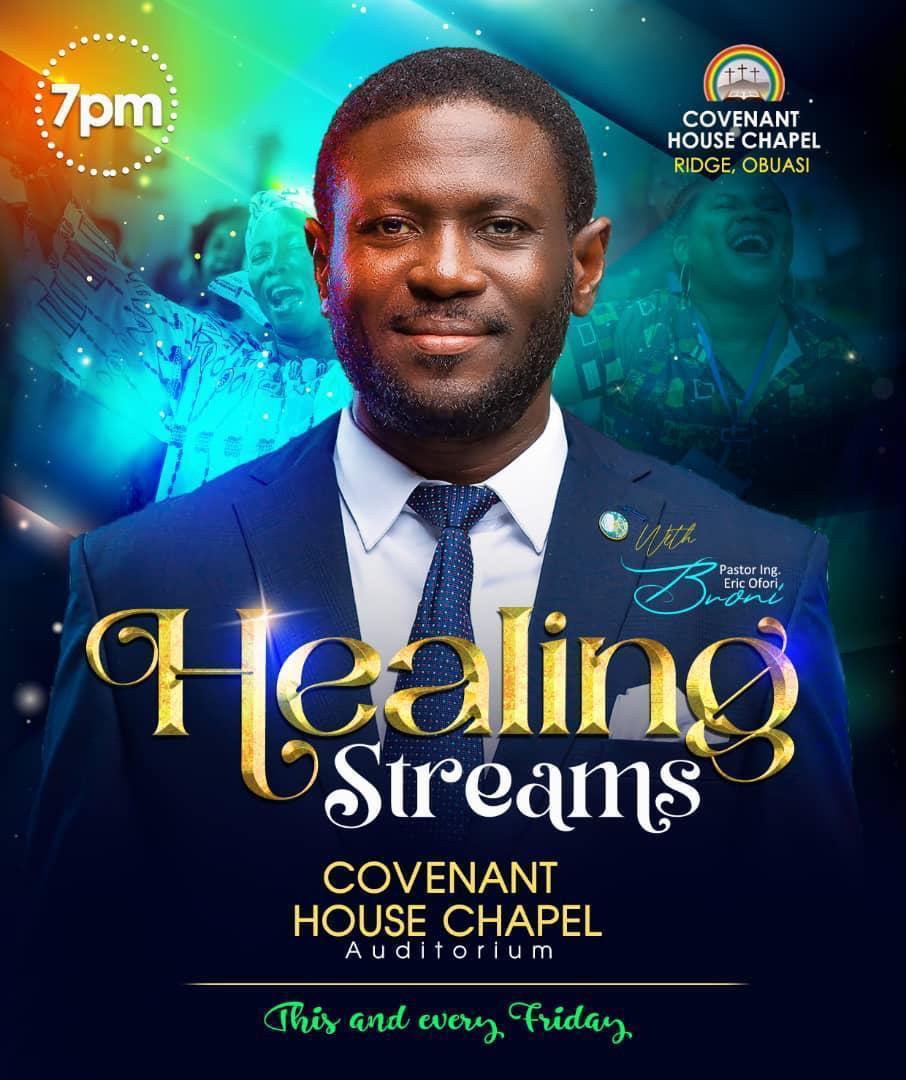 7pm
COVENANT
HOUSE CHAPEL
RIDGE, OBUASI
With
Pastor Ing.
Eric Ofori
Broni
Healing
Streams
COVENANT
HOUSE CHAPEL
Auditorium
This and every Friday